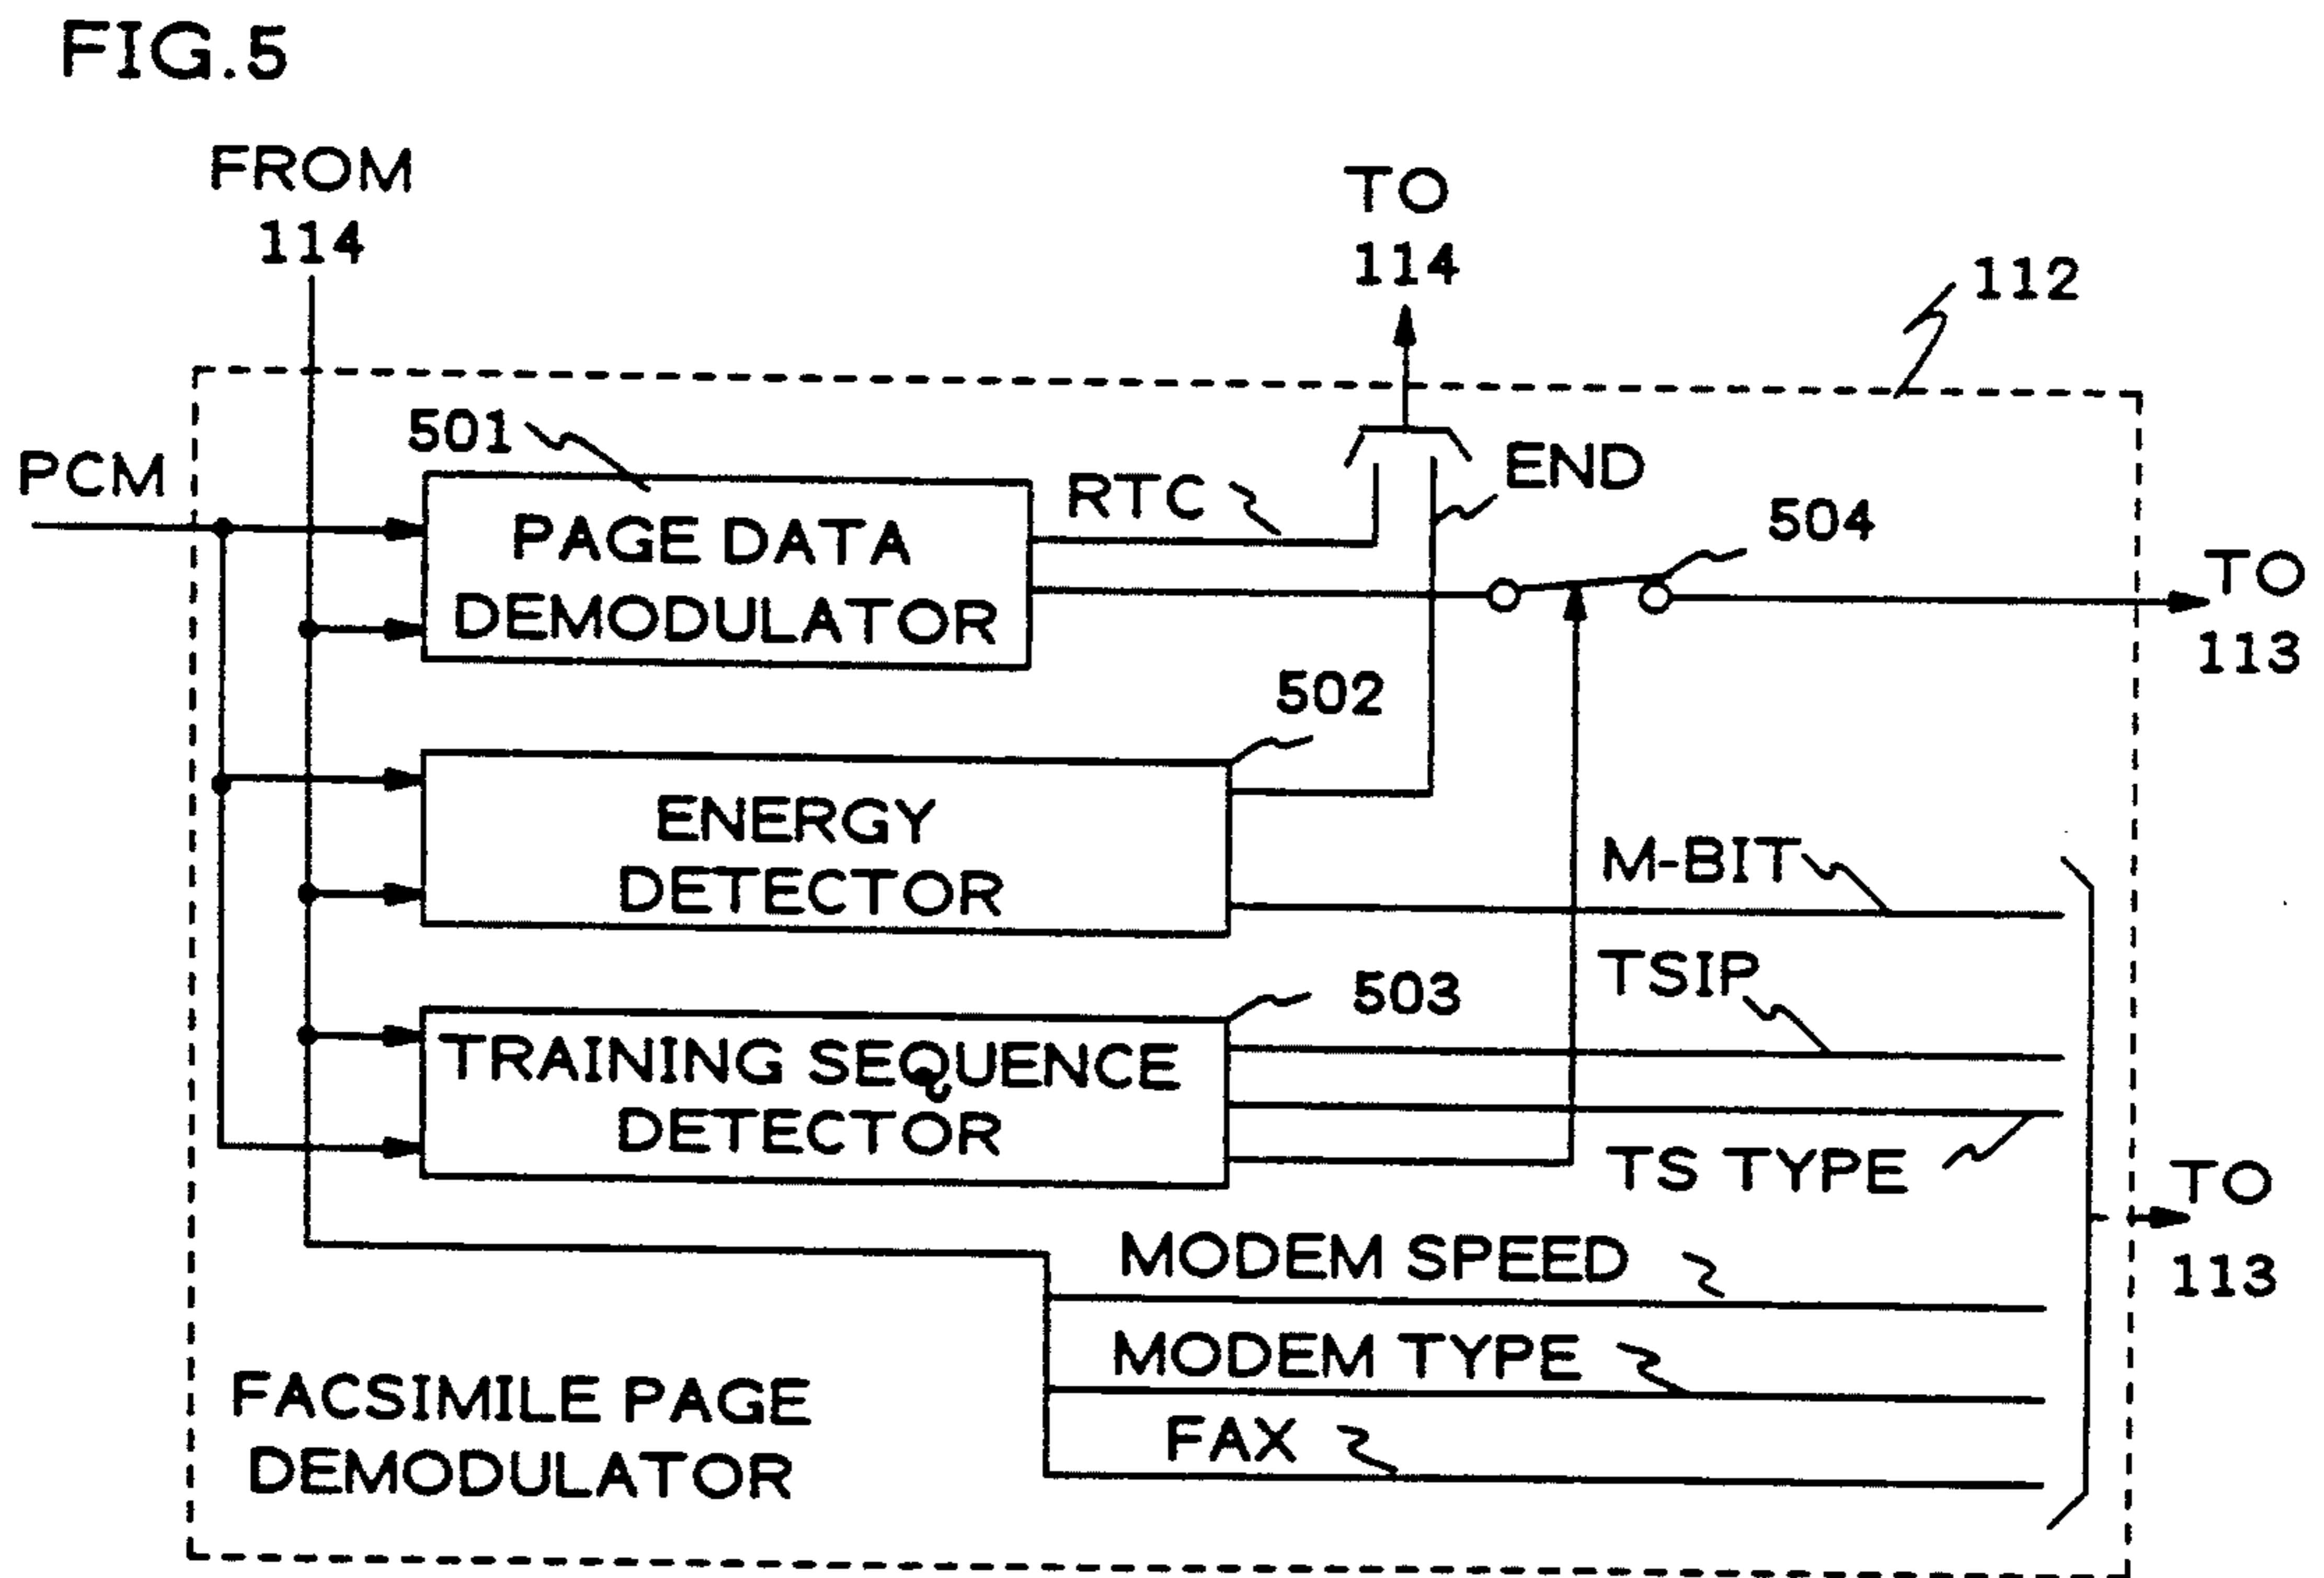 FIG.5
FROM
114
TO
114
112
PCM
501
RTC
END
504
PAGE DATA
DEMODULATOR
TO
113
502
ENERGY
DETECTOR
M-BIT
TSIP
503
TRAINING SEQUENCE
DETECTOR
TS TYPE
TO
113
MODEM SPEED
MODEM TYPE
FAX
FACSIMILE PAGE
DEMODULATOR